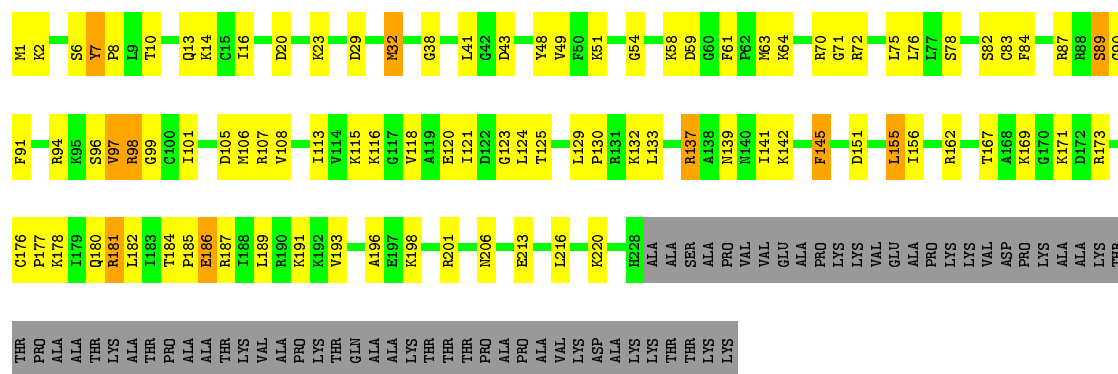 M1 K2 S6 Y7 P8 L9 T10 Q13 K14 C15 I16 D20 K23 D29 M32 G38 L41 G42 D43 Y48 V49 F50 K51 G54 K58 D59 G60 F61 P62 M63 K64 R70 G71 R72 L75 L76 L77 S78 S82 C83 F84 R87 R88 S89
F91 R94 K95 S96 V97 R98 G99 C100 I101 D105 M106 R107 V108 I113 V114 K115 K116 G117 V118 A119 E120 I121 D122 G123 L124 T125 L129 P130 R131 K132 L133 R137 A138 N139 N140 I141 K142 F145 D151 L155 I156 R162 T167 A168 K169 G170 K171 D172 R173
C176 P177 K178 I179 Q180 R181 L182 I183 T184 P185 E186 R187 I188 L189 R190 K191 K192 V193 A196 E197 K198 R201 N206 E213 L216 K220 H228 ALA ALA SER ALA PRO VAL VAL GLU ALA PRO LYS LYS VAL GLU ALA PRO LYS LYS VAL ASP PRO LYS ALA ALA LYS THR
THR PRO ALA ALA THR LYS ALA THR PRO ALA ALA THR LYS VAL ALA PRO LYS THR GLN ALA ALA THR THR THR PRO ALA PRO ALA VAL LYS ASP ALA LYS LYS THR THR LYS LYS